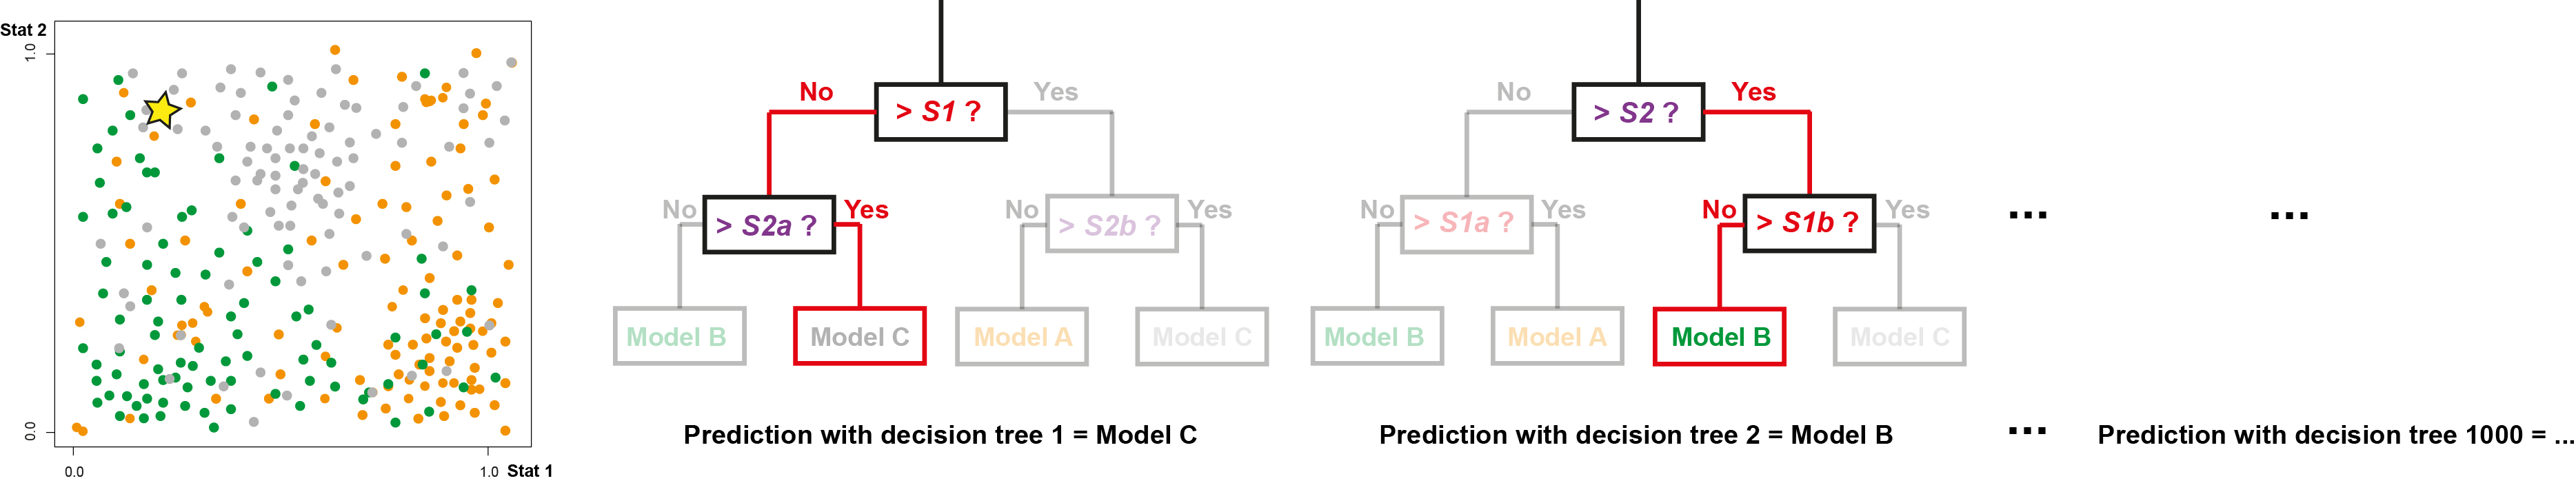 Stat 2
1.0
0.0
0.0
1.0
Stat 1
No
> S1 ?
Yes
No
> S2a ?
Yes
No
> S2b ?
Yes
Model B
Model C
Model A
Model C
Prediction with decision tree 1 = Model C
No
> S2 ?
Yes
No
> S1a ?
Yes
No
> S1b ?
Yes
Model B
Model A
Model B
Model C
Prediction with decision tree 2 = Model B
...
...
...
Prediction with decision tree 1000 = ...